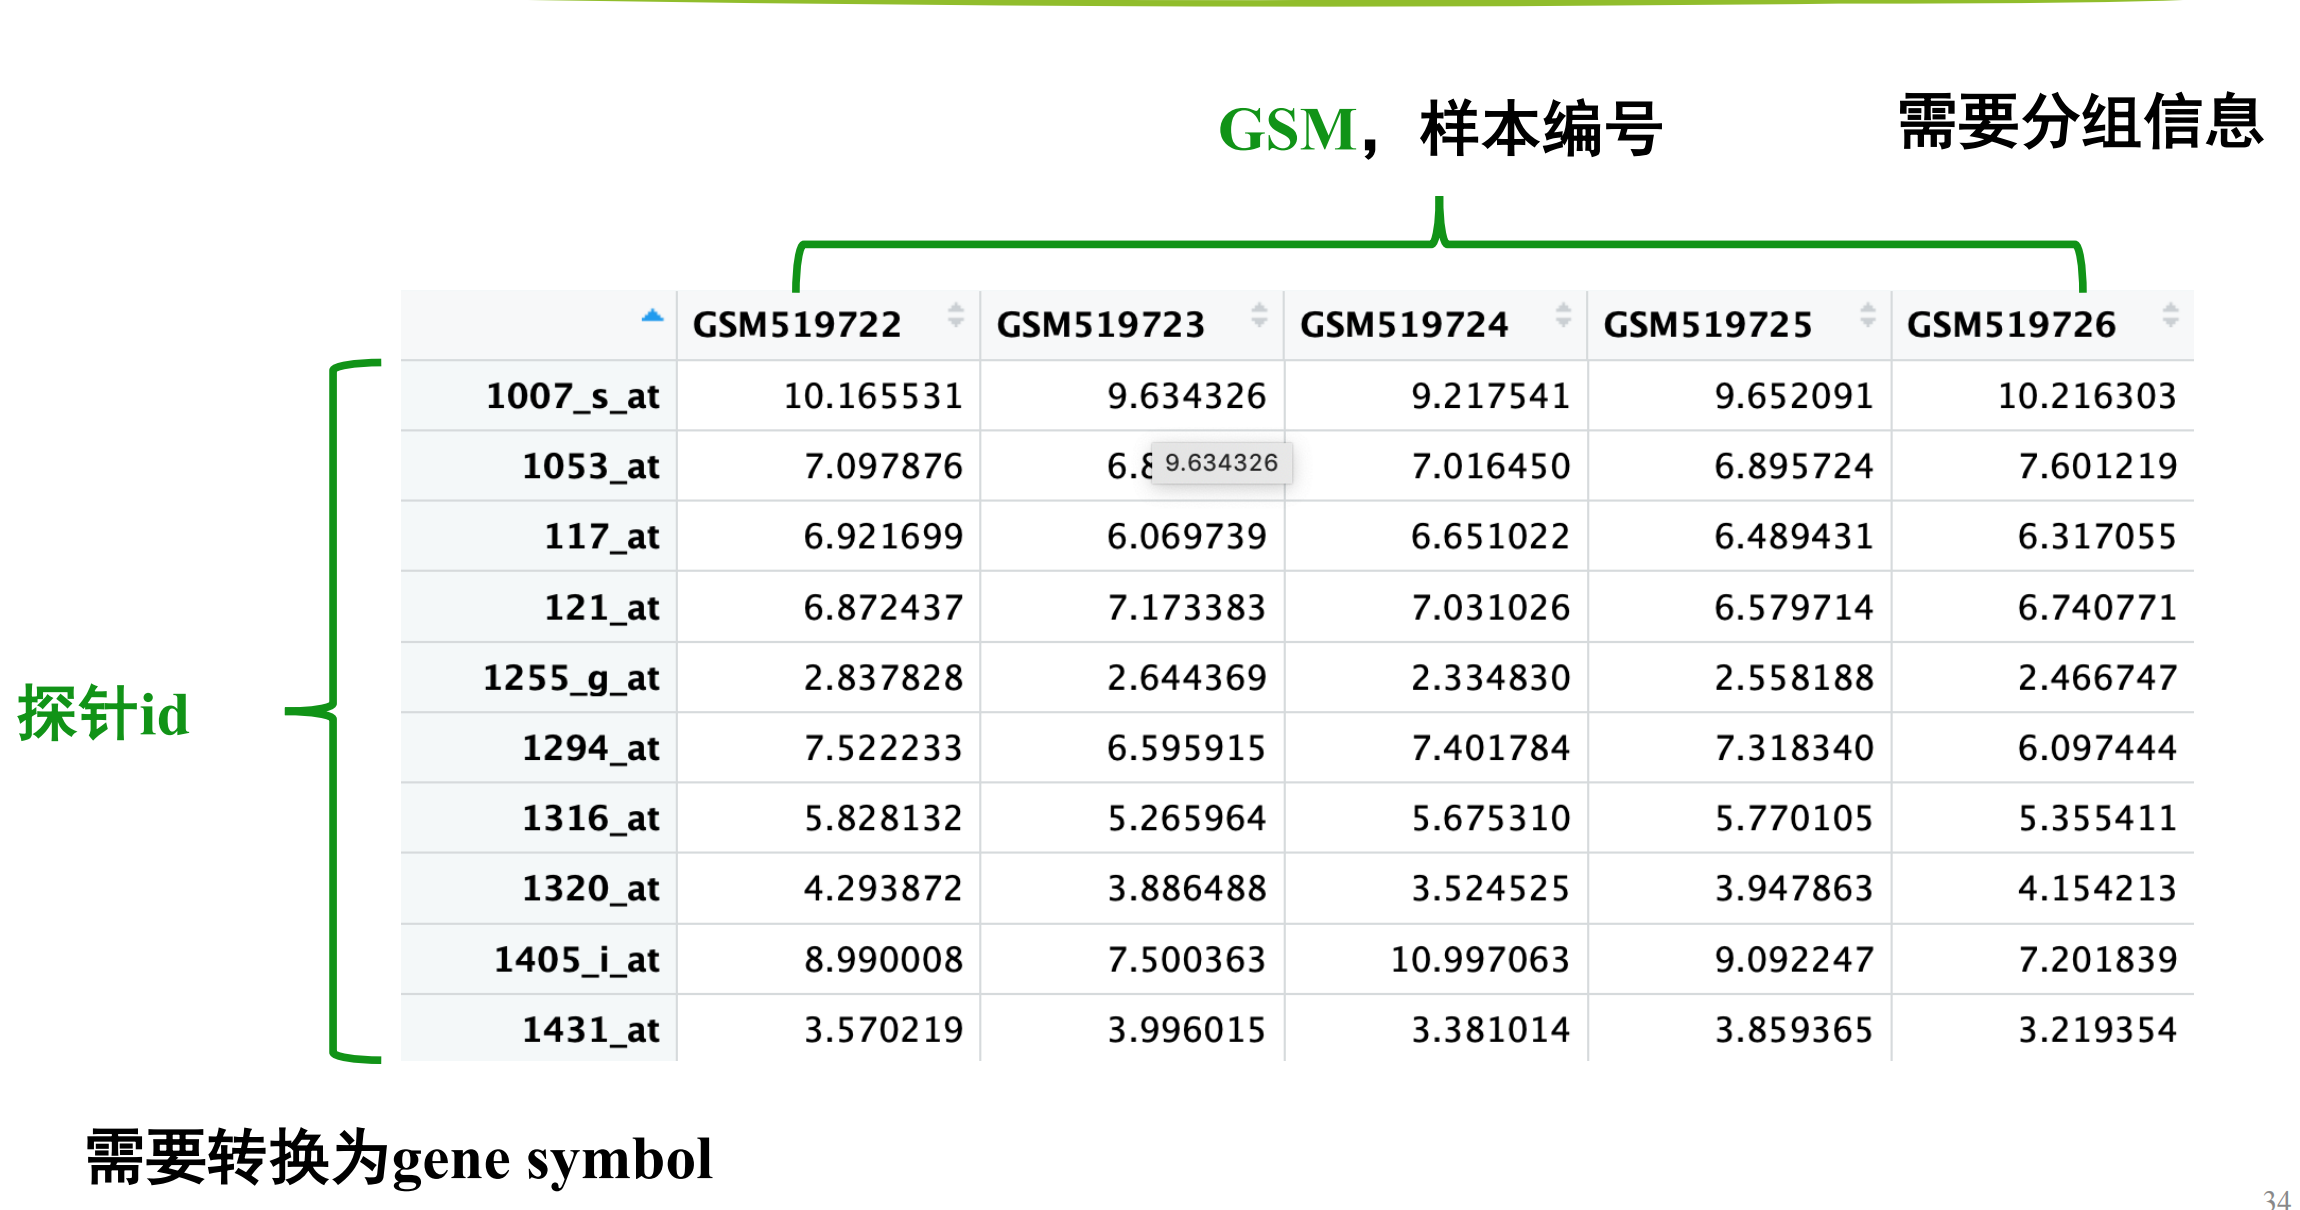 GSM，样本编号 需要分组信息
GSM519722 GSM519723 GSM519724 GSM519725 GSM519726
1007_s_at 10.165531 9.634326 9.217541 9.652091 10.216303
1053_at 7.097876 9.634326 7.016450 6.895724 7.601219
117_at 6.921699 6.069739 6.651022 6.489431 6.317055
121_at 6.872437 7.173383 7.031026 6.579714 6.740771
1255_g_at 2.837828 2.644369 2.334830 2.558188 2.466747
探针id
1294_at 7.522233 6.595915 7.401784 7.318340 6.097444
1316_at 5.828132 5.265964 5.675310 5.770105 5.355411
1320_at 4.293872 3.886488 3.524525 3.947863 4.154213
1405_i_at 8.990008 7.500363 10.997063 9.092247 7.201839
1431_at 3.570219 3.996015 3.381014 3.859365 3.219354
需要转换为gene symbol
34